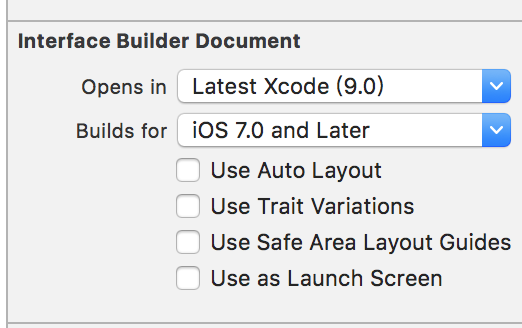 Interface Builder Document
Opens in Latest Xcode (9.0)
Builds for iOS 7.0 and Later
Use Auto Layout
Use Trait Variations
Use Safe Area Layout Guides
Use as Launch Screen